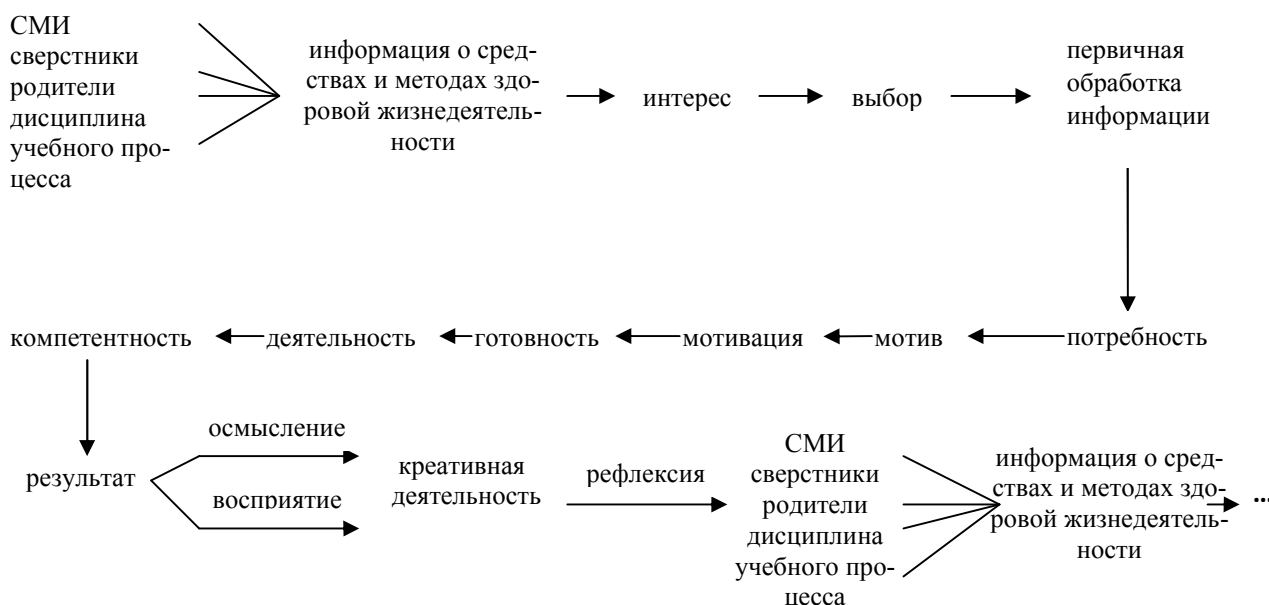 СМИ
сверстники
родители
дисциплина
учебного про-
цесса
информация о сред-
ствах и методах здо-
ровой жизнедеятель-
ности
интерес
выбор
первичная
обработка
информации
компетентность
деятельность
готовность
мотивация
мотив
потребность
результат
осмысление
восприятие
креативная
деятельность
рефлексия
СМИ
сверстники
родители
дисциплина
учебного про-
цесса
информация о сред-
ствах и методах здо-
ровой жизнедеятель-
ности
...